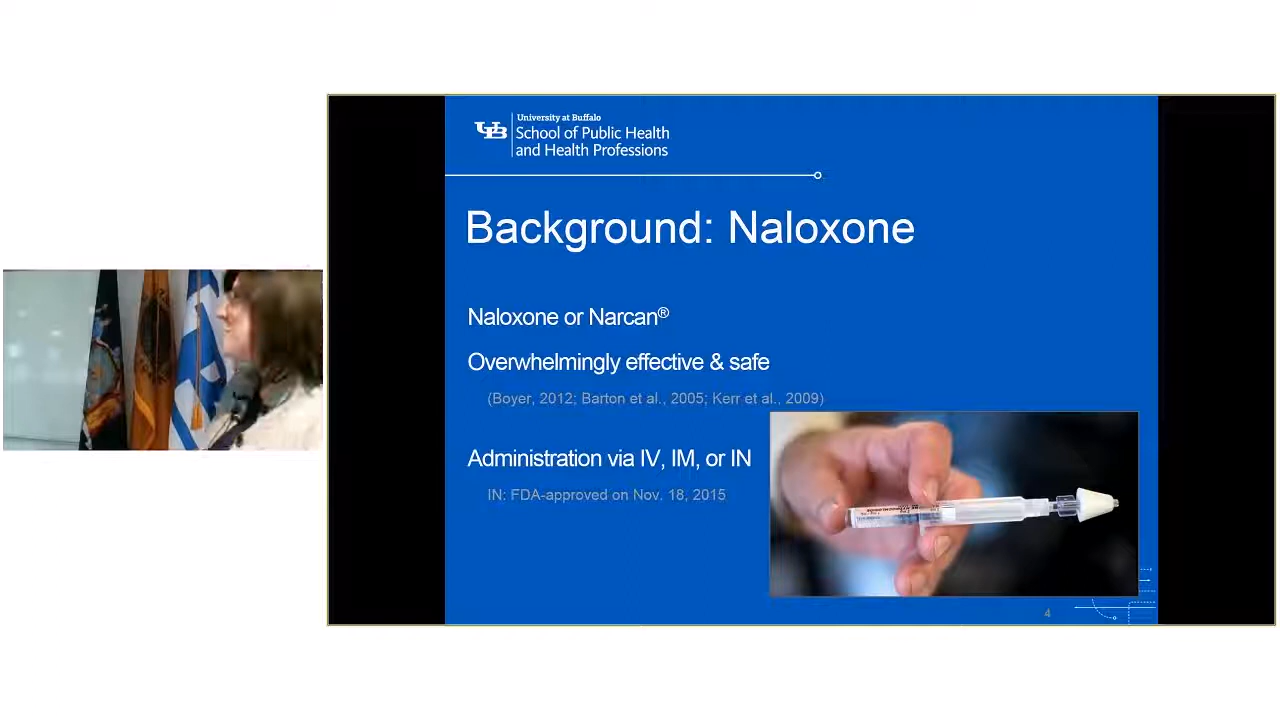 UB
University at Buffalo
School of Public Health
and Health Professions
Background: Naloxone
Naloxone or Narcan®
Overwhelmingly effective & safe
(Boyer, 2012; Barton et al., 2005; Kerr et al., 2009)
Administration via IV, IM, or IN
IN: FDA-approved on Nov. 18, 2015
4